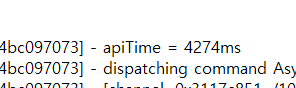 4bc097073] - apiTime = 4274ms
4bc097073] - dispatching command Asy